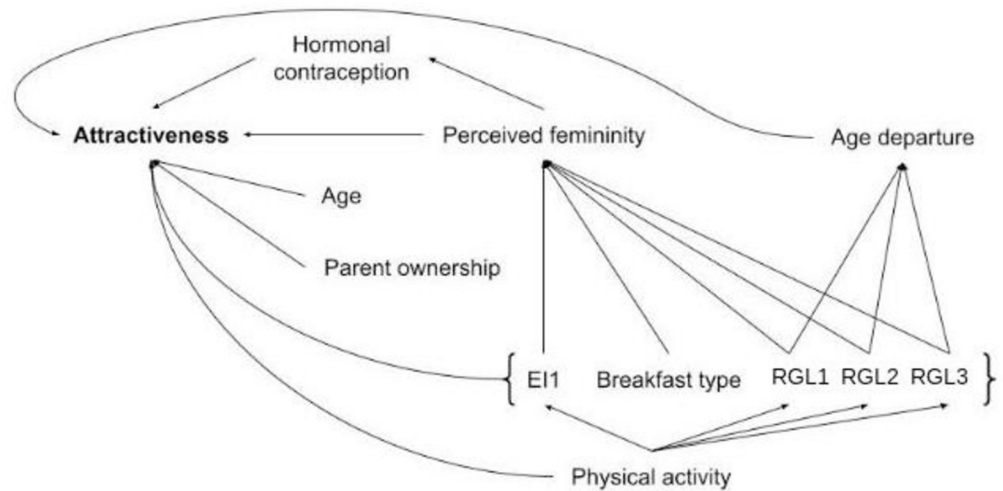 Hormonal
contraception
Attractiveness
Perceived femininity
Age departure
Age
Parent ownership
{ EI1 Breakfast type RGL1 RGL2 RGL3 }
Physical activity